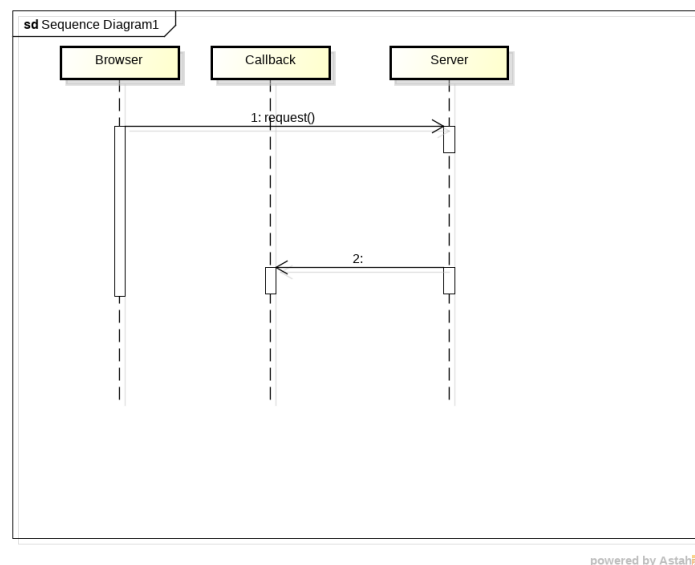 sd Sequence Diagram1
Browser
Callback
Server
1: request()
2:
powered by Astah